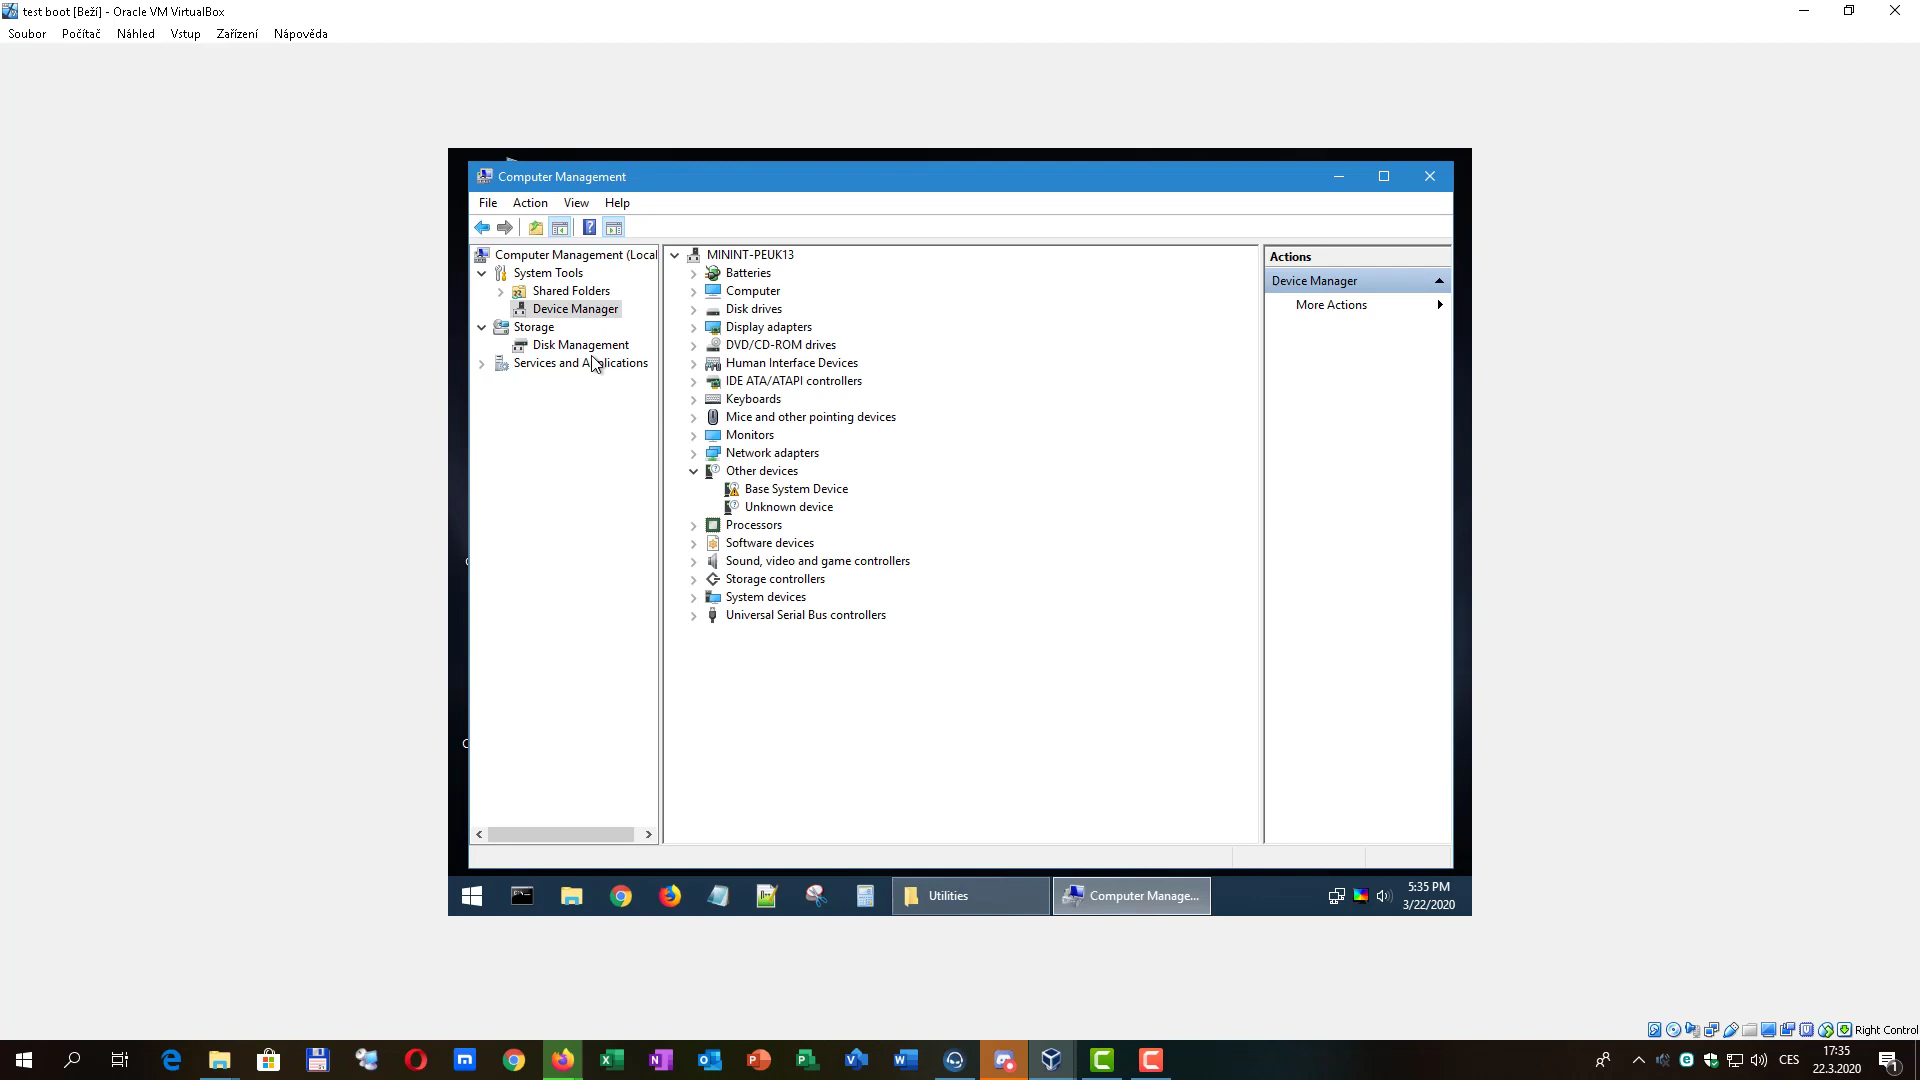 test boot [Beží] - Oracle VM VirtualBox
Soubor Počítač Náhled Vstup Zařízení Nápověda
Computer Management
File Action View Help
Computer Management (Local
System Tools
Shared Folders
Device Manager
Storage
Disk Management
Services and Applications
MININT-PEUK13
Batteries
Computer
Disk drives
Display adapters
DVD/CD-ROM drives
Human Interface Devices
IDE ATA/ATAPI controllers
Keyboards
Mice and other pointing devices
Monitors
Network adapters
Other devices
Base System Device
Unknown device
Processors
Software devices
Sound, video and game controllers
Storage controllers
System devices
Universal Serial Bus controllers
Actions
Device Manager
More Actions
Utilities
Computer Manage...
5:35 PM
3/22/2020
Right Control
CES
17:35
22.3.2020
1